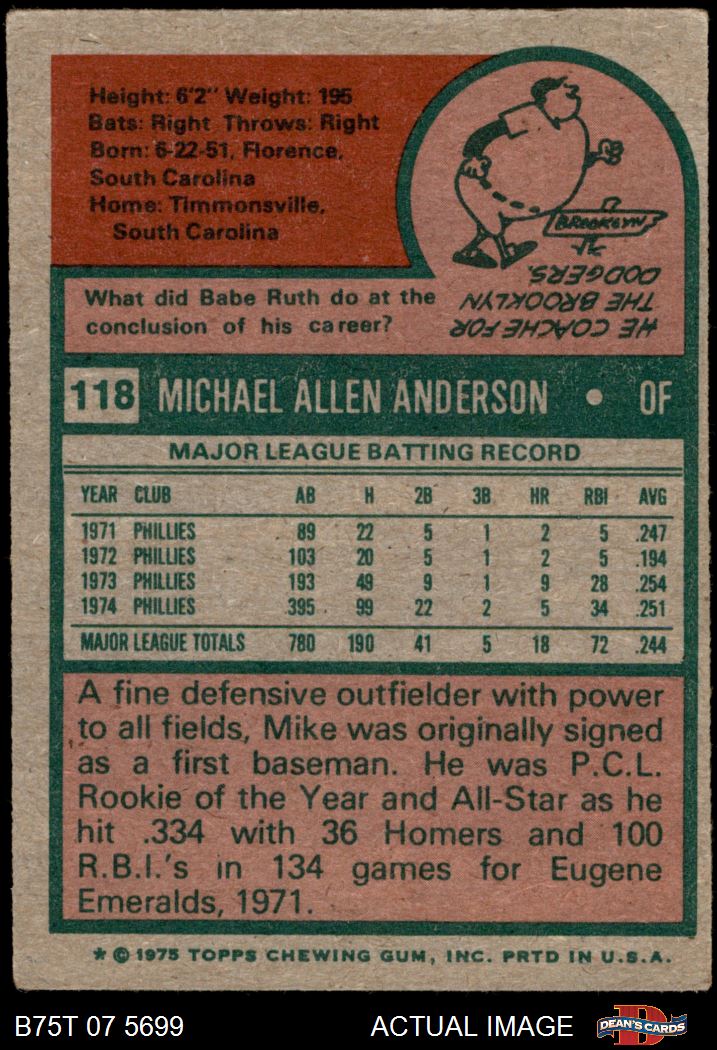 Height: 6'2" Weight: 195
Bats: Right Throws: Right
Born: 6-22-51, Florence,
South Carolina
Home: Timmonsville,
South Carolina
BROOKLYN
What did Babe Ruth do at the
conclusion of his career?
HE COACHED FOR
THE BROOKLYN
DODGERS.
118 MICHAEL ALLEN ANDERSON • OF
MAJOR LEAGUE BATTING RECORD
YEAR CLUB AB H 2B 3B HR RBI AVG
1971 PHILLIES 89 22 5 1 2 5 .247
1972 PHILLIES 103 20 5 1 2 5 .194
1973 PHILLIES 193 49 9 1 9 28 .254
1974 PHILLIES 395 99 22 2 5 34 .251
MAJOR LEAGUE TOTALS 780 190 41 5 18 72 .244
A fine defensive outfielder with power
to all fields, Mike was originally signed
as a first baseman. He was P.C.L.
Rookie of the Year and All-Star as he
hit .334 with 36 Homers and 100
R.B.I.'s in 134 games for Eugene
Emeralds, 1971.
* © 1975 TOPPS CHEWING GUM, INC. PRTD IN U.S.A.
B75T 07 5699 ACTUAL IMAGE
D
DEAN'S CARDS